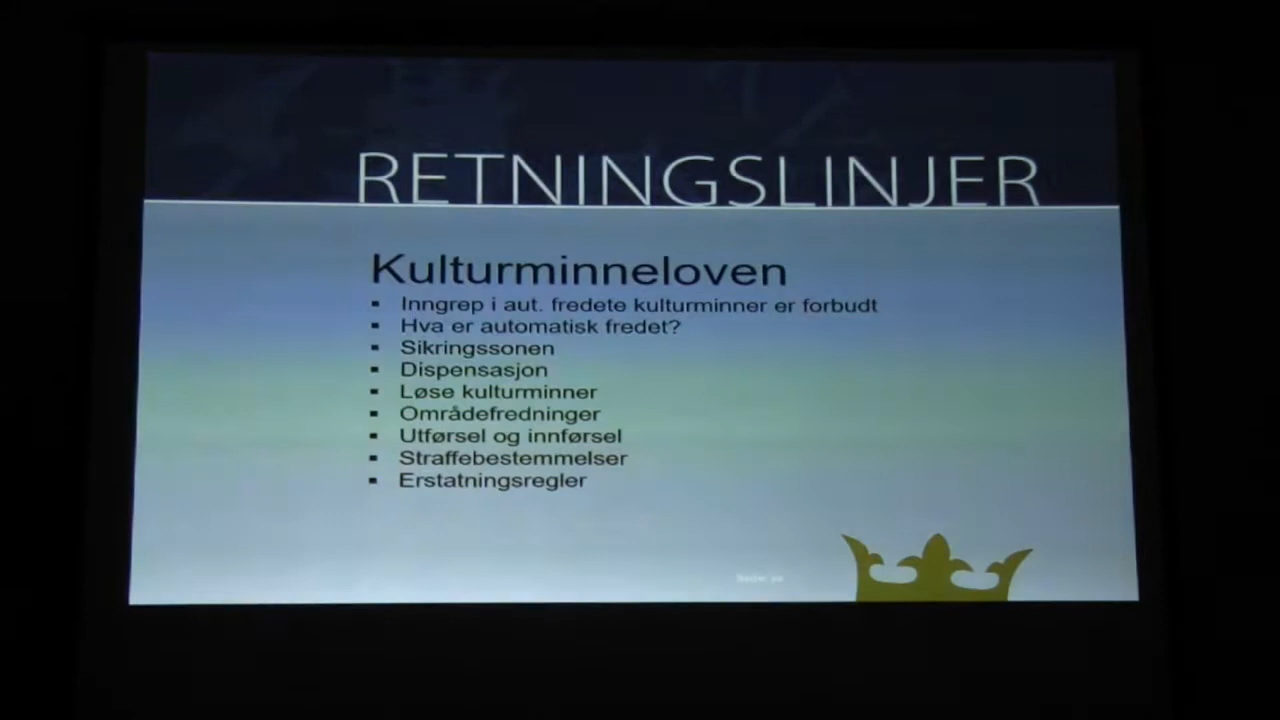 RETNINGSLINJER
Kulturminneloven
▪ Inngrep i aut. fredete kulturminner er forbudt
▪ Hva er automatisk fredet?
▪ Sikringssonen
▪ Dispensasjon
▪ Løse kulturminner
▪ Områdefredninger
▪ Utførsel og innførsel
▪ Straffebestemmelser
▪ Erstatningsregler